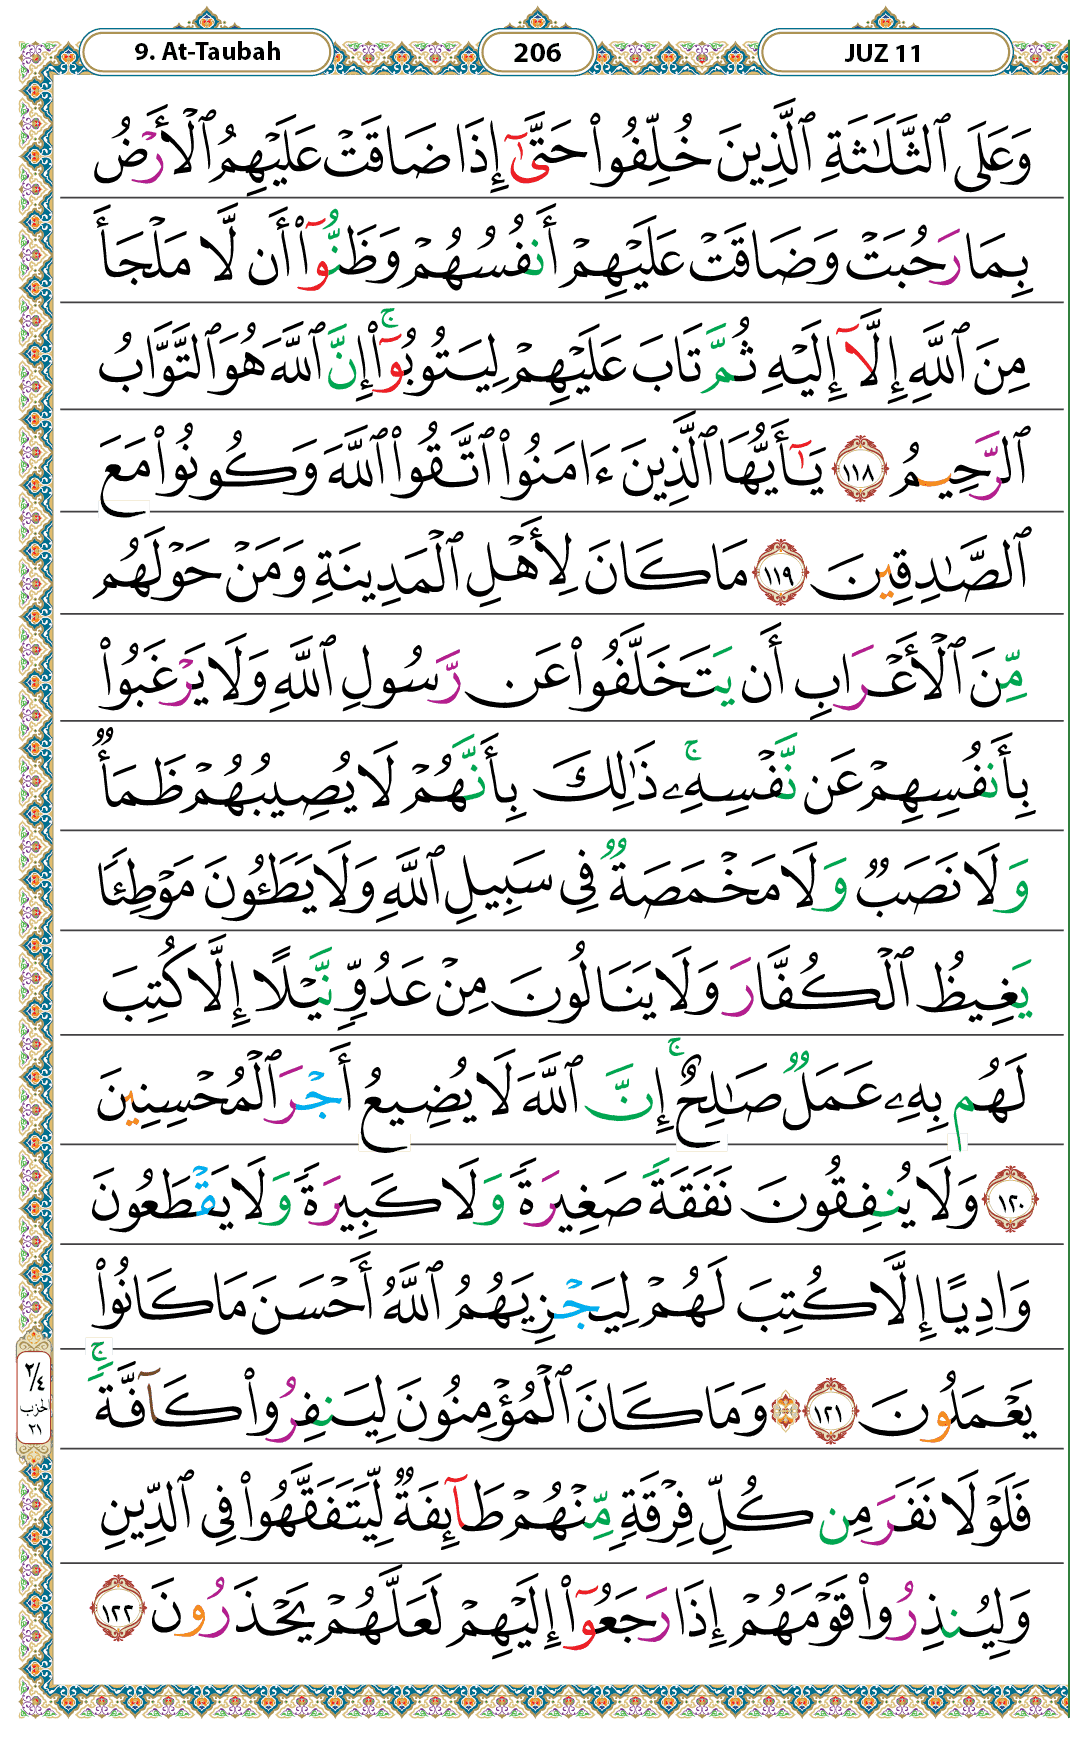 9. At-Taubah
206
JUZ 11
وَعَلَى ٱلثَّلَٰثَةِ ٱلَّذِينَ خُلِّفُوا۟ حَتَّىٰٓ إِذَا ضَاقَتْ عَلَيْهِمُ ٱلْأَرْضُ
بِمَا رَحُبَتْ وَضَاقَتْ عَلَيْهِمْ أَنفُسُهُمْ وَظَنُّوٓا۟ أَن لَّا مَلْجَأَ
مِنَ ٱللَّهِ إِلَّآ إِلَيْهِ ثُمَّ تَابَ عَلَيْهِمْ لِيَتُوبُوٓا۟ ۚ إِنَّ ٱللَّهَ هُوَ ٱلتَّوَّابُ
ٱلرَّحِيمُ ١١٨ يَٰٓأَيُّهَا ٱلَّذِينَ ءَامَنُوا۟ ٱتَّقُوا۟ ٱللَّهَ وَكُونُوا۟ مَعَ
ٱلصَّٰدِقِينَ ١١٩ مَا كَانَ لِأَهْلِ ٱلْمَدِينَةِ وَمَنْ حَوْلَهُم
مِّنَ ٱلْأَعْرَابِ أَن يَتَخَلَّفُوا۟ عَن رَّسُولِ ٱللَّهِ وَلَا يَرْغَبُوا۟
بِأَنفُسِهِمْ عَن نَّفْسِهِۦ ۚ ذَٰلِكَ بِأَنَّهُمْ لَا يُصِيبُهُمْ ظَمَأٌ
وَلَا نَصَبٌ وَلَا مَخْمَصَةٌ فِى سَبِيلِ ٱللَّهِ وَلَا يَطَـُٔونَ مَوْطِئًا
يَغِيظُ ٱلْكُفَّارَ وَلَا يَنَالُونَ مِنْ عَدُوٍّ نَّيْلًا إِلَّا كُتِبَ
لَهُم بِهِۦ عَمَلٌ صَٰلِحٌ ۚ إِنَّ ٱللَّهَ لَا يُضِيعُ أَجْرَ ٱلْمُحْسِنِينَ
١٢٠ وَلَا يُنفِقُونَ نَفَقَةً صَغِيرَةً وَلَا كَبِيرَةً وَلَا يَقْطَعُونَ
وَادِيًا إِلَّا كُتِبَ لَهُمْ لِيَجْزِيَهُمُ ٱللَّهُ أَحْسَنَ مَا كَانُوا۟
يَعْمَلُونَ ١٢١ ۞ وَمَا كَانَ ٱلْمُؤْمِنُونَ لِيَنفِرُوا۟ كَآفَّةً ۚ
فَلَوْلَا نَفَرَ مِن كُلِّ فِرْقَةٍ مِّنْهُمْ طَآئِفَةٌ لِّيَتَفَقَّهُوا۟ فِى ٱلدِّينِ
وَلِيُنذِرُوا۟ قَوْمَهُمْ إِذَا رَجَعُوٓا۟ إِلَيْهِمْ لَعَلَّهُمْ يَحْذَرُونَ ١٢٢
٢/٤
لحزب
٢١